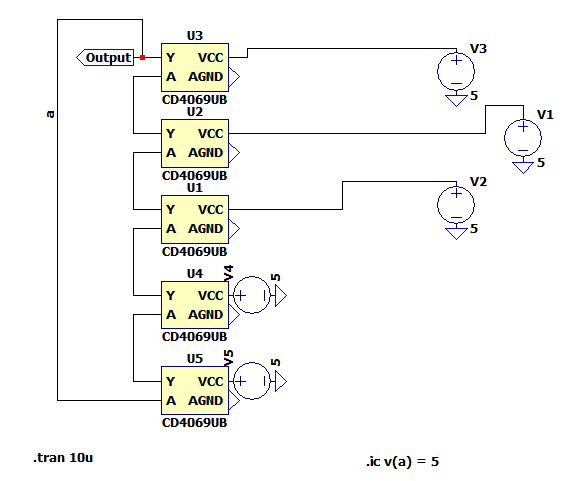 U3
Output
Y VCC
A AGND
CD4069UB
V3
5
a
U2
Y VCC
A AGND
CD4069UB
V1
5
U1
Y VCC
A AGND
CD4069UB
V2
5
U4
Y VCC
A AGND
CD4069UB
V4
5
U5
Y VCC
A AGND
CD4069UB
V5
5
.tran 10u
.ic v(a) = 5